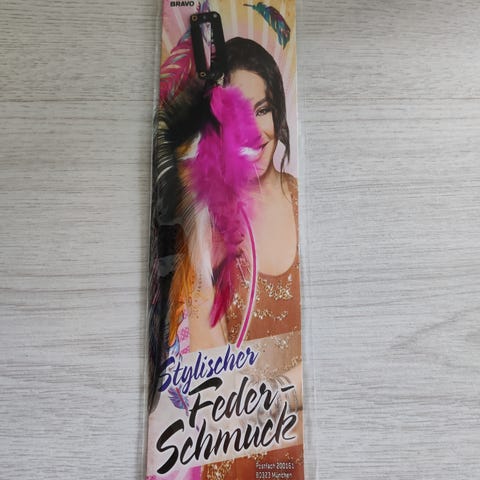 BRAVO
Stylischer
Feder-
Schmuck
Postfach 200161
80323 München